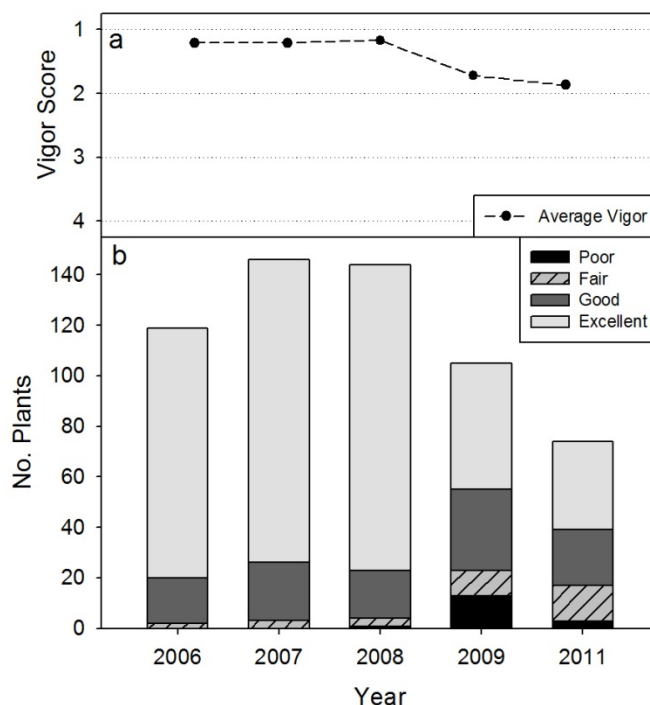 a
Vigor Score
1
2
3
4
Average Vigor
b
No. Plants
140
120
100
80
60
40
20
0
Poor
Fair
Good
Excellent
2006 2007 2008 2009 2011
Year